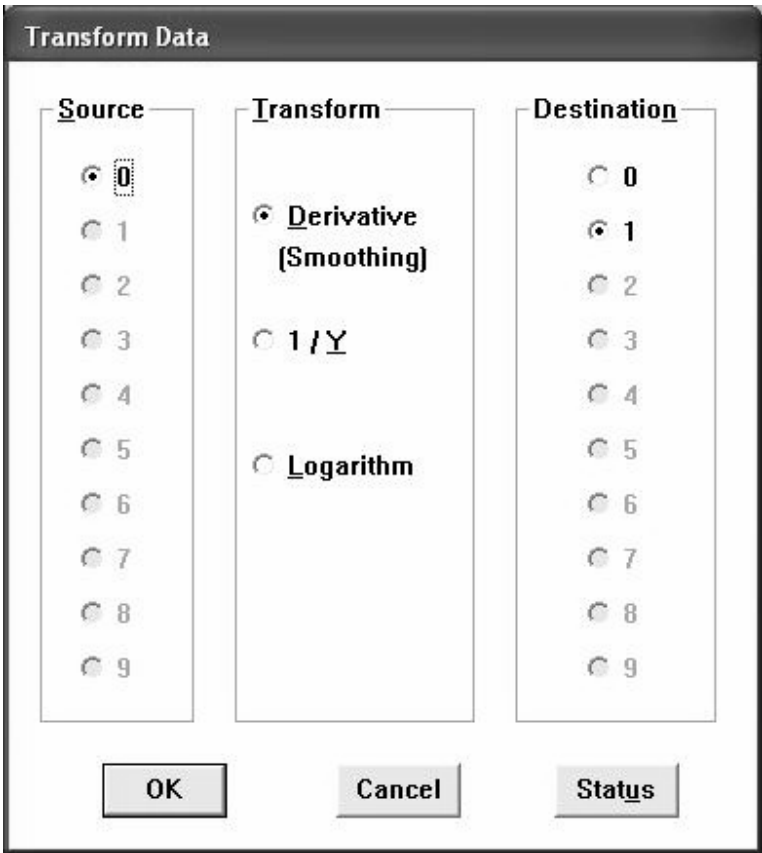 Transform Data
Source
0
1
2
3
4
5
6
7
8
9
Transform
Derivative
(Smoothing)
1 / Y
Logarithm
Destination
0
1
2
3
4
5
6
7
8
9
OK
Cancel
Status